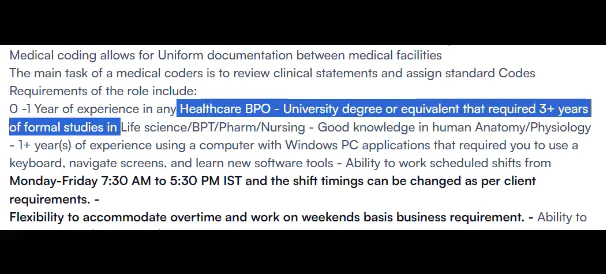 Medical coding allows for Uniform documentation between medical facilities
The main task of a medical coders is to review clinical statements and assign standard Codes
Requirements of the role include:
0 -1 Year of experience in any Healthcare BPO - University degree or equivalent that required 3+ years
of formal studies in Life science/BPT/Pharm/Nursing - Good knowledge in human Anatomy/Physiology
- 1+ year(s) of experience using a computer with Windows PC applications that required you to use a
keyboard, navigate screens, and learn new software tools - Ability to work scheduled shifts from
Monday-Friday 7:30 AM to 5:30 PM IST and the shift timings can be changed as per client
requirements. -
Flexibility to accommodate overtime and work on weekends basis business requirement. - Ability to